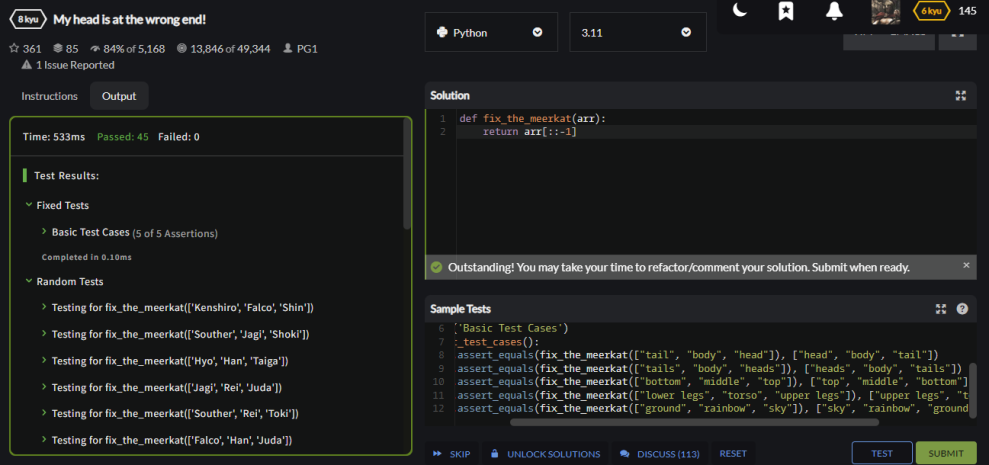 8 kyu My head is at the wrong end!
361 85 84% of 5,168 13,846 of 49,344 PG1
1 Issue Reported
Python
3.11
6 kyu 145
Instructions Output
Time: 533ms Passed: 45 Failed: 0
Test Results:
Fixed Tests
Basic Test Cases (5 of 5 Assertions)
Completed in 0.10ms
Random Tests
Testing for fix_the_meerkat(['Kenshiro', 'Falco', 'Shin'])
Testing for fix_the_meerkat(['Souther', 'Jagi', 'Shoki'])
Testing for fix_the_meerkat(['Hyo', 'Han', 'Taiga'])
Testing for fix_the_meerkat(['Jagi', 'Rei', 'Juda'])
Testing for fix_the_meerkat(['Souther', 'Rei', 'Toki'])
Testing for fix_the_meerkat(['Falco', 'Han', 'Juda'])
Solution
1 def fix_the_meerkat(arr):
2 return arr[::-1]
Outstanding! You may take your time to refactor/comment your solution. Submit when ready.
Sample Tests
6 ('Basic Test Cases')
7 :_test_cases():
8 .assert_equals(fix_the_meerkat(["tail", "body", "head"]), ["head", "body", "tail"])
9 .assert_equals(fix_the_meerkat(["tails", "body", "heads"]), ["heads", "body", "tails"])
10 .assert_equals(fix_the_meerkat(["bottom", "middle", "top"]), ["top", "middle", "bottom"]
11 .assert_equals(fix_the_meerkat(["lower legs", "torso", "upper legs"]), ["upper legs", "t
12 .assert_equals(fix_the_meerkat(["ground", "rainbow", "sky"]), ["sky", "rainbow", "ground
SKIP UNLOCK SOLUTIONS DISCUSS (113) RESET TEST SUBMIT